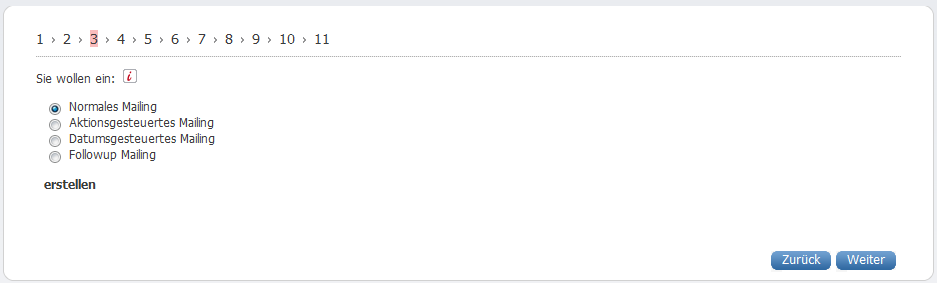 1 › 2 › 3 › 4 › 5 › 6 › 7 › 8 › 9 › 10 › 11
Sie wollen ein: i
Normales Mailing
Aktionsgesteuertes Mailing
Datumsgesteuertes Mailing
Followup Mailing
erstellen
Zurück Weiter